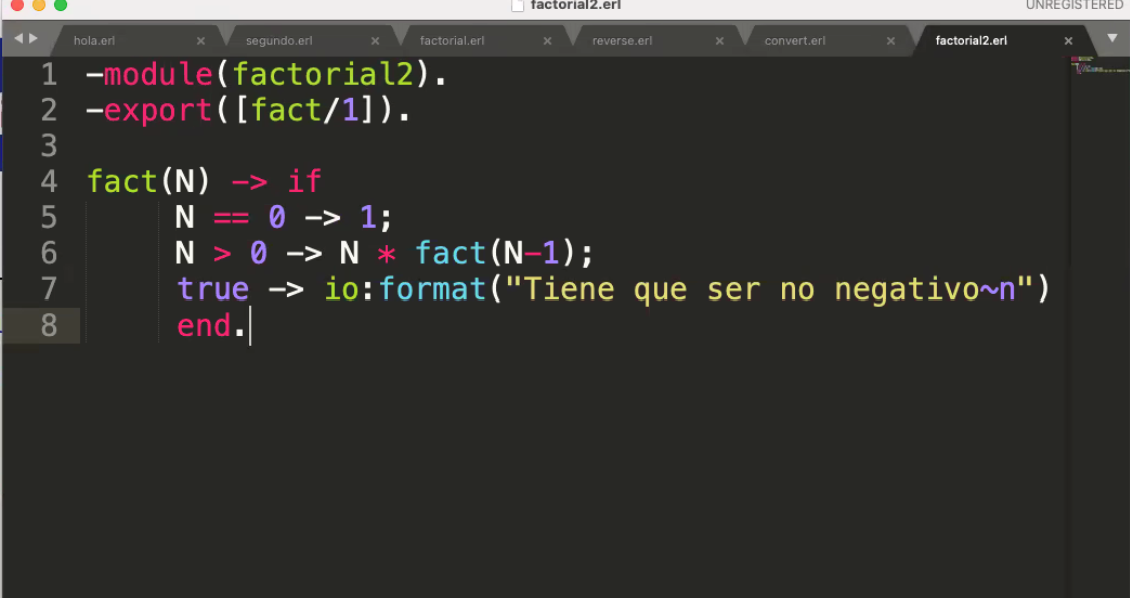 factorial2.erl
UNREGISTERED
hola.erl × segundo.erl × factorial.erl × reverse.erl × convert.erl × factorial2.erl ×
1 -module(factorial2).
2 -export([fact/1]).
3
4 fact(N) -> if
5 N == 0 -> 1;
6 N > 0 -> N * fact(N-1);
7 true -> io:format("Tiene que ser no negativo~n")
8 end.